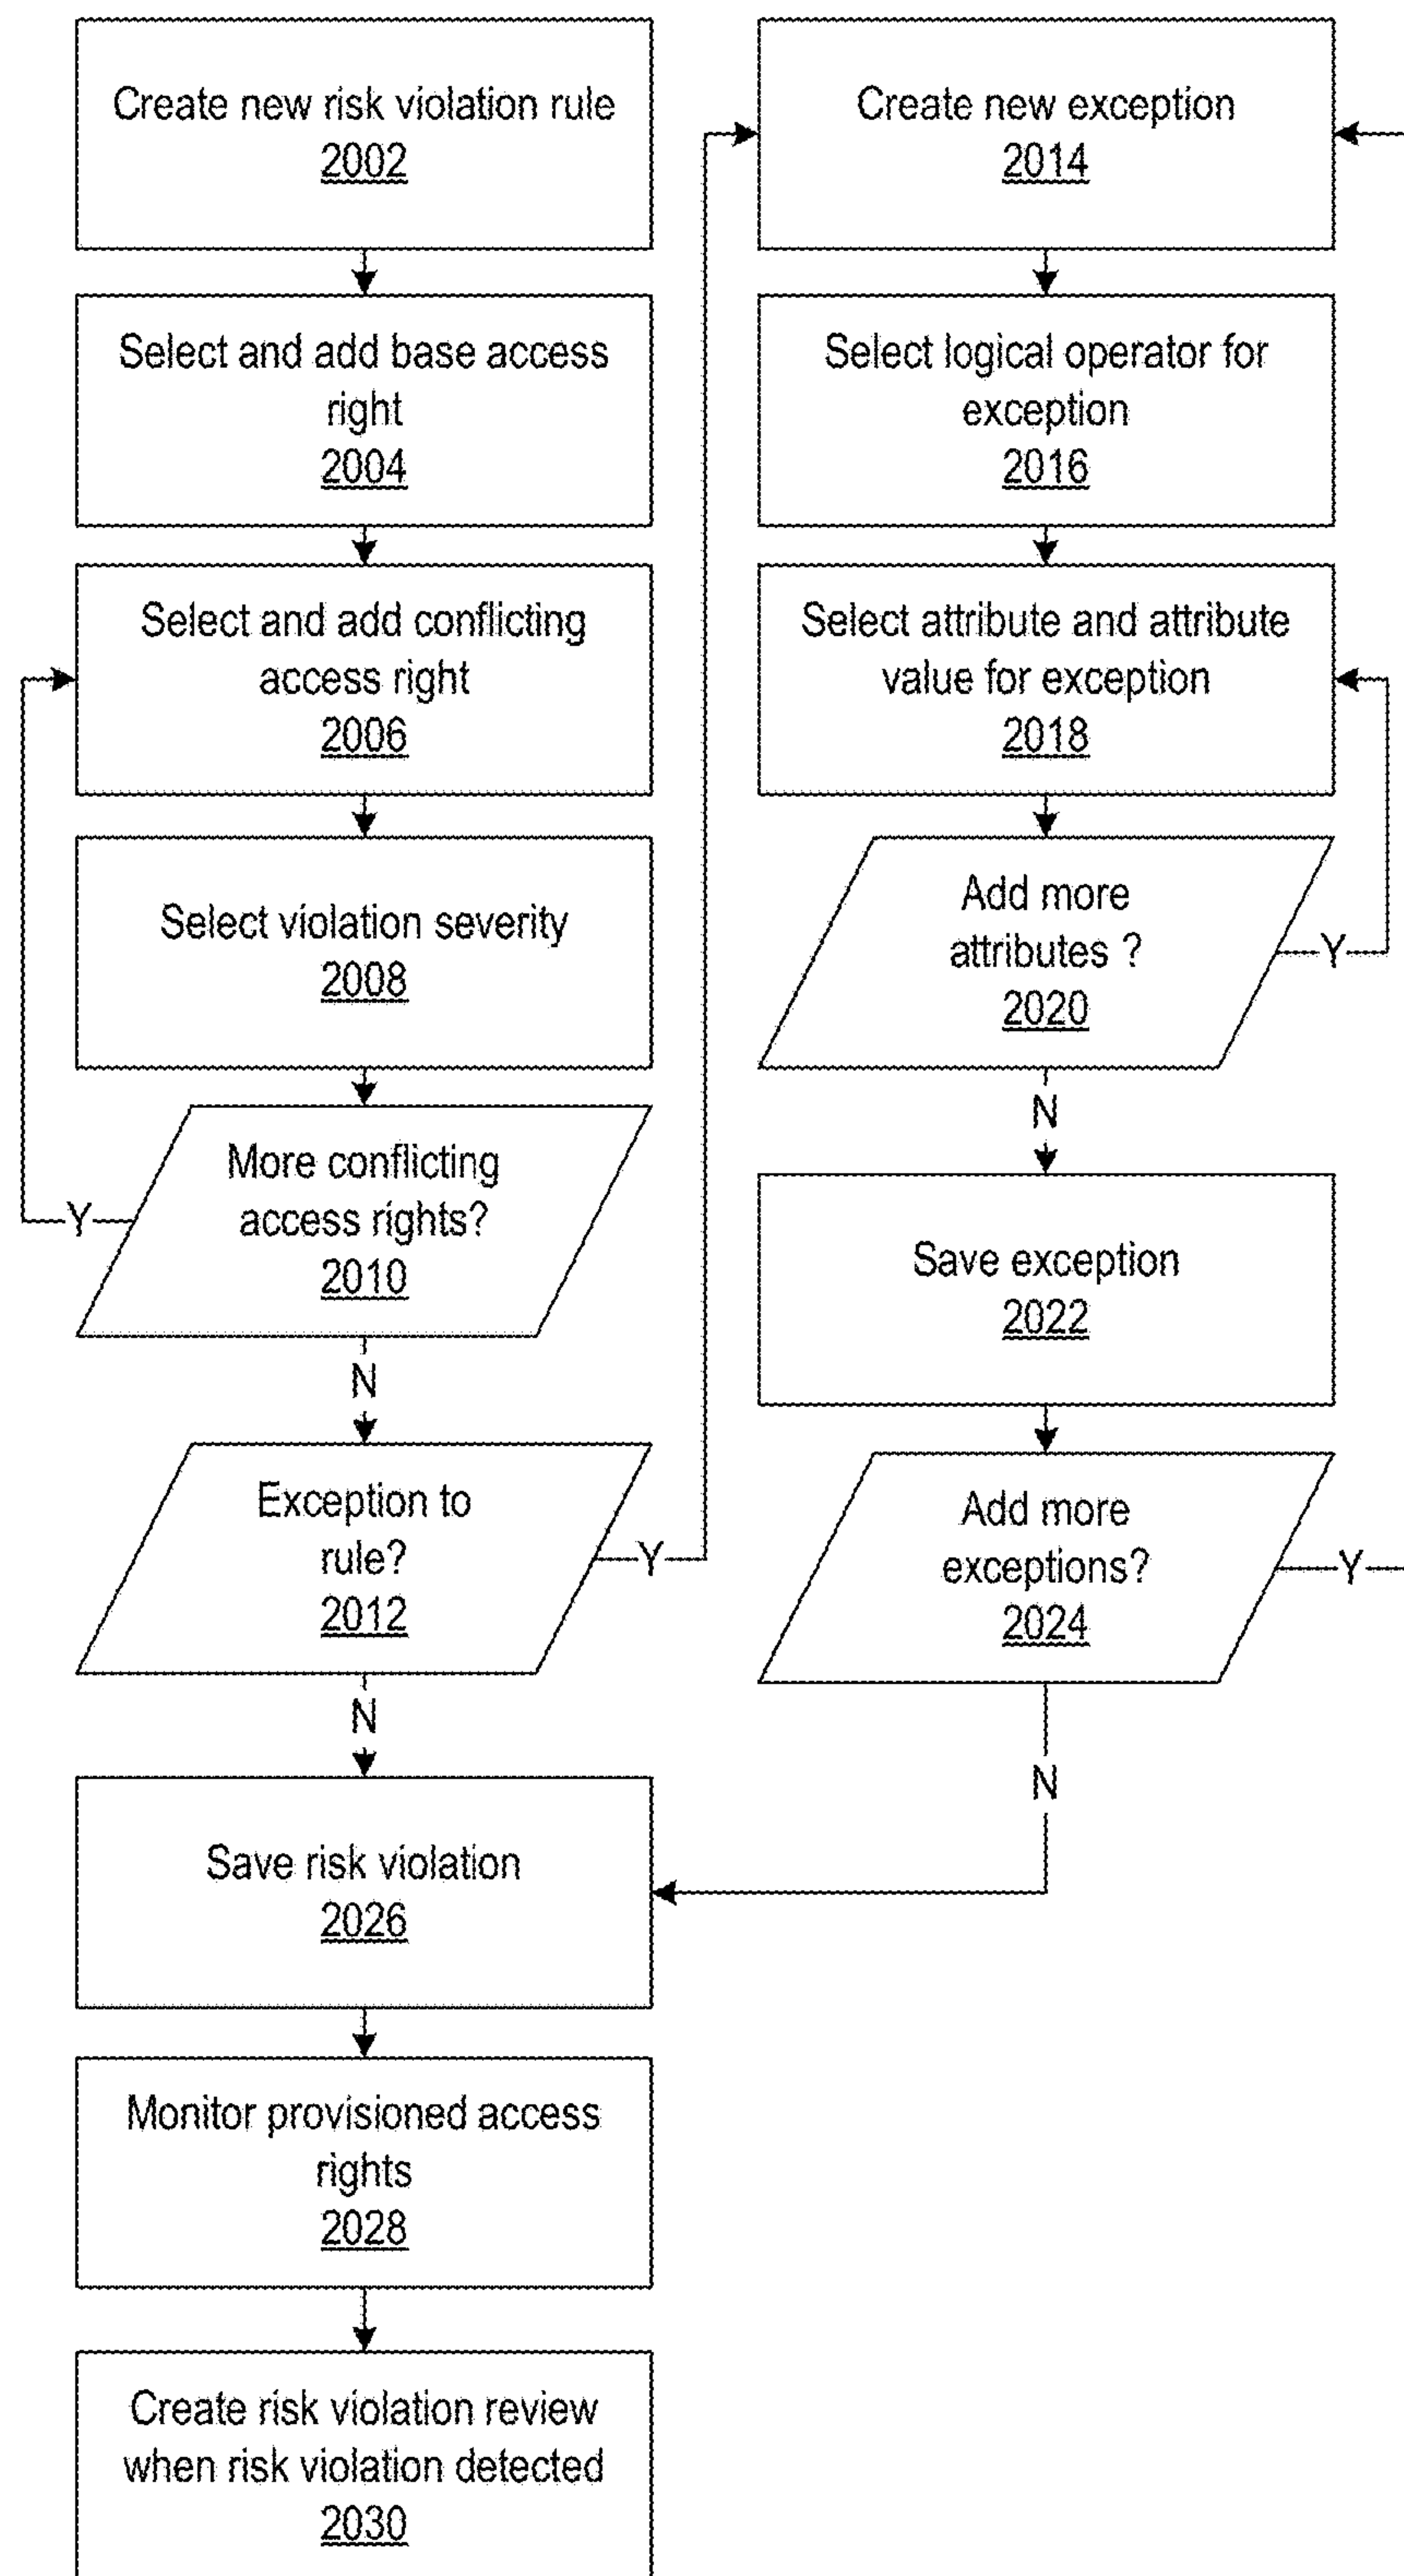 Create new risk violation rule
2002
Select and add base access
right
2004
Select and add conflicting
access right
2006
Select violation severity
2008
More conflicting
access rights?
2010
Y
N
Exception to
rule?
2012
Y
N
Create new exception
2014
Select logical operator for
exception
2016
Select attribute and attribute
value for exception
2018
Add more
attributes ?
2020
Y
N
Save exception
2022
Add more
exceptions?
2024
Y
N
Save risk violation
2026
Monitor provisioned access
rights
2028
Create risk violation review
when risk violation detected
2030